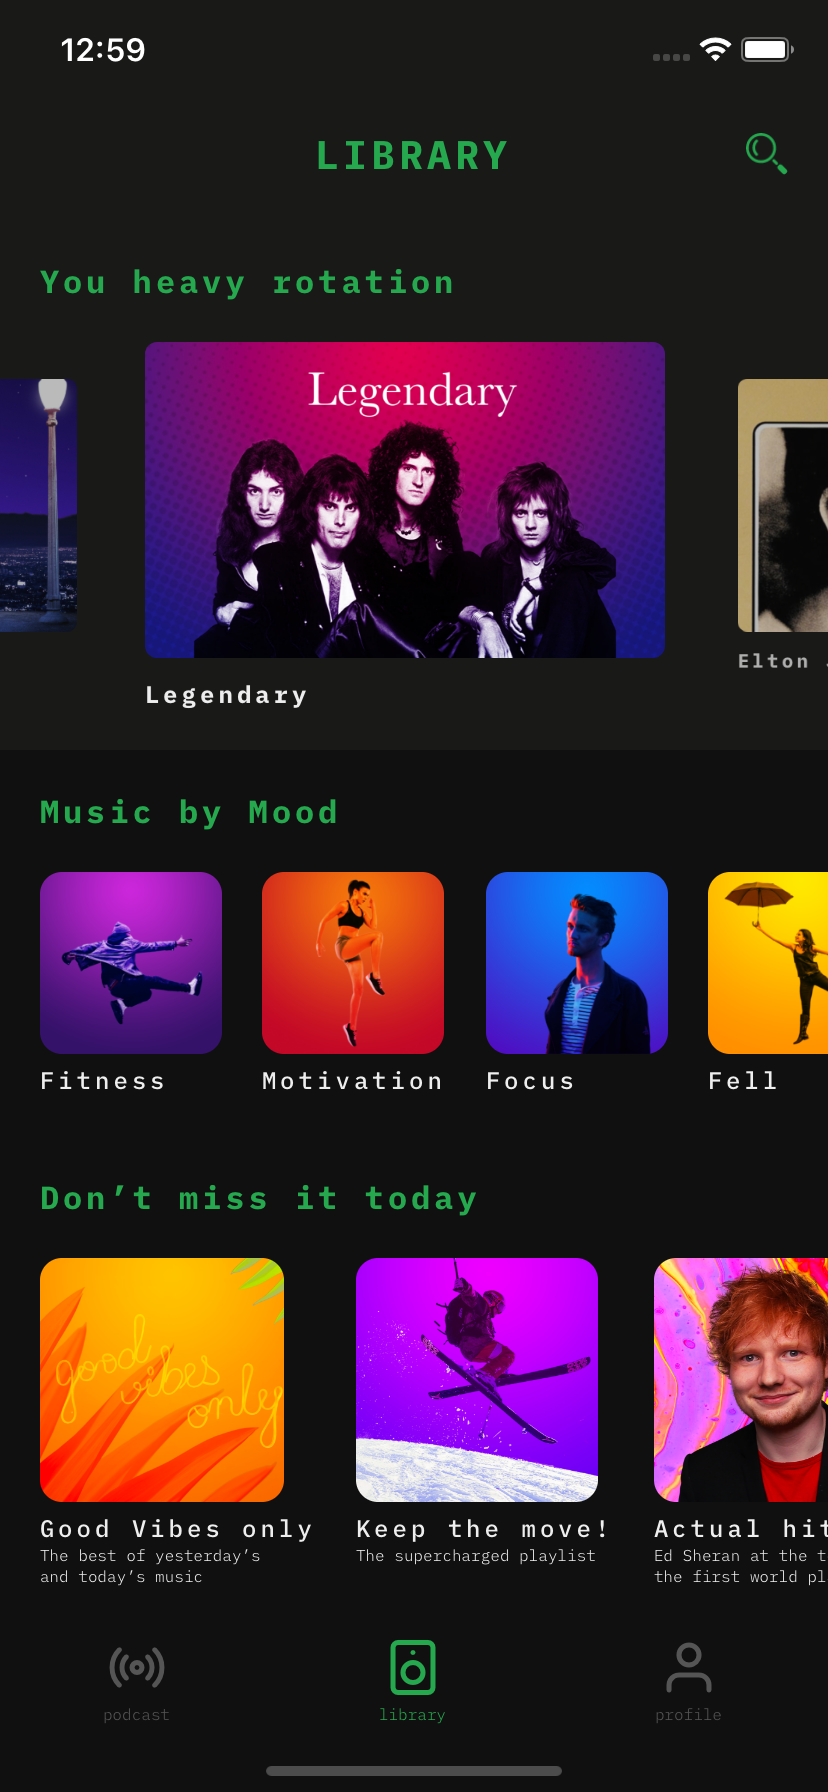 12:59
LIBRARY
You heavy rotation
Legendary
Legendary
Elton
Music by Mood
Fitness
Motivation
Focus
Fell
Don’t miss it today
good
vibes
only
Good Vibes only
Keep the move!
Actual hit
The best of yesterday’s
and today’s music
The supercharged playlist
Ed Sheran at the t
the first world pl
podcast
library
profile